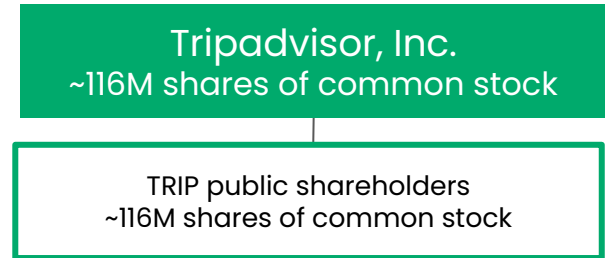 Tripadvisor, Inc.
~116M shares of common stock
TRIP public shareholders
~116M shares of common stock